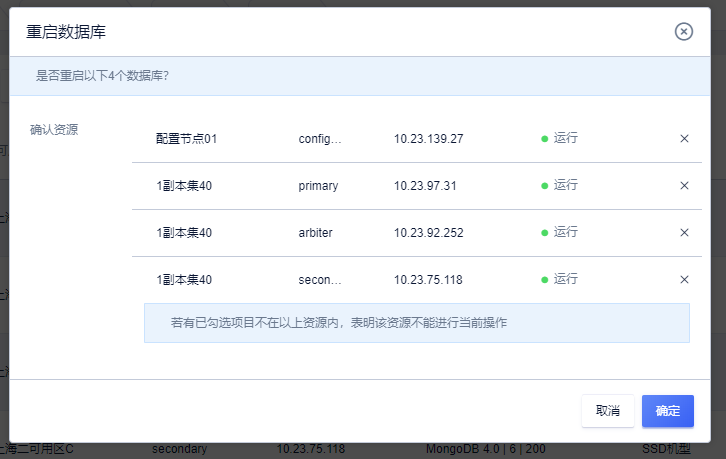 重启数据库
是否重启以下4个数据库?
确认资源
配置节点01 config... 10.23.139.27 运行
1副本集40 primary 10.23.97.31 运行
1副本集40 arbiter 10.23.92.252 运行
1副本集40 secon... 10.23.75.118 运行
若有已勾选项目不在以上资源内，表明该资源不能进行当前操作
取消 确定
上海二可用区C secondary 10.23.75.118 MongoDB 4.0 | 6 | 200 SSD机型